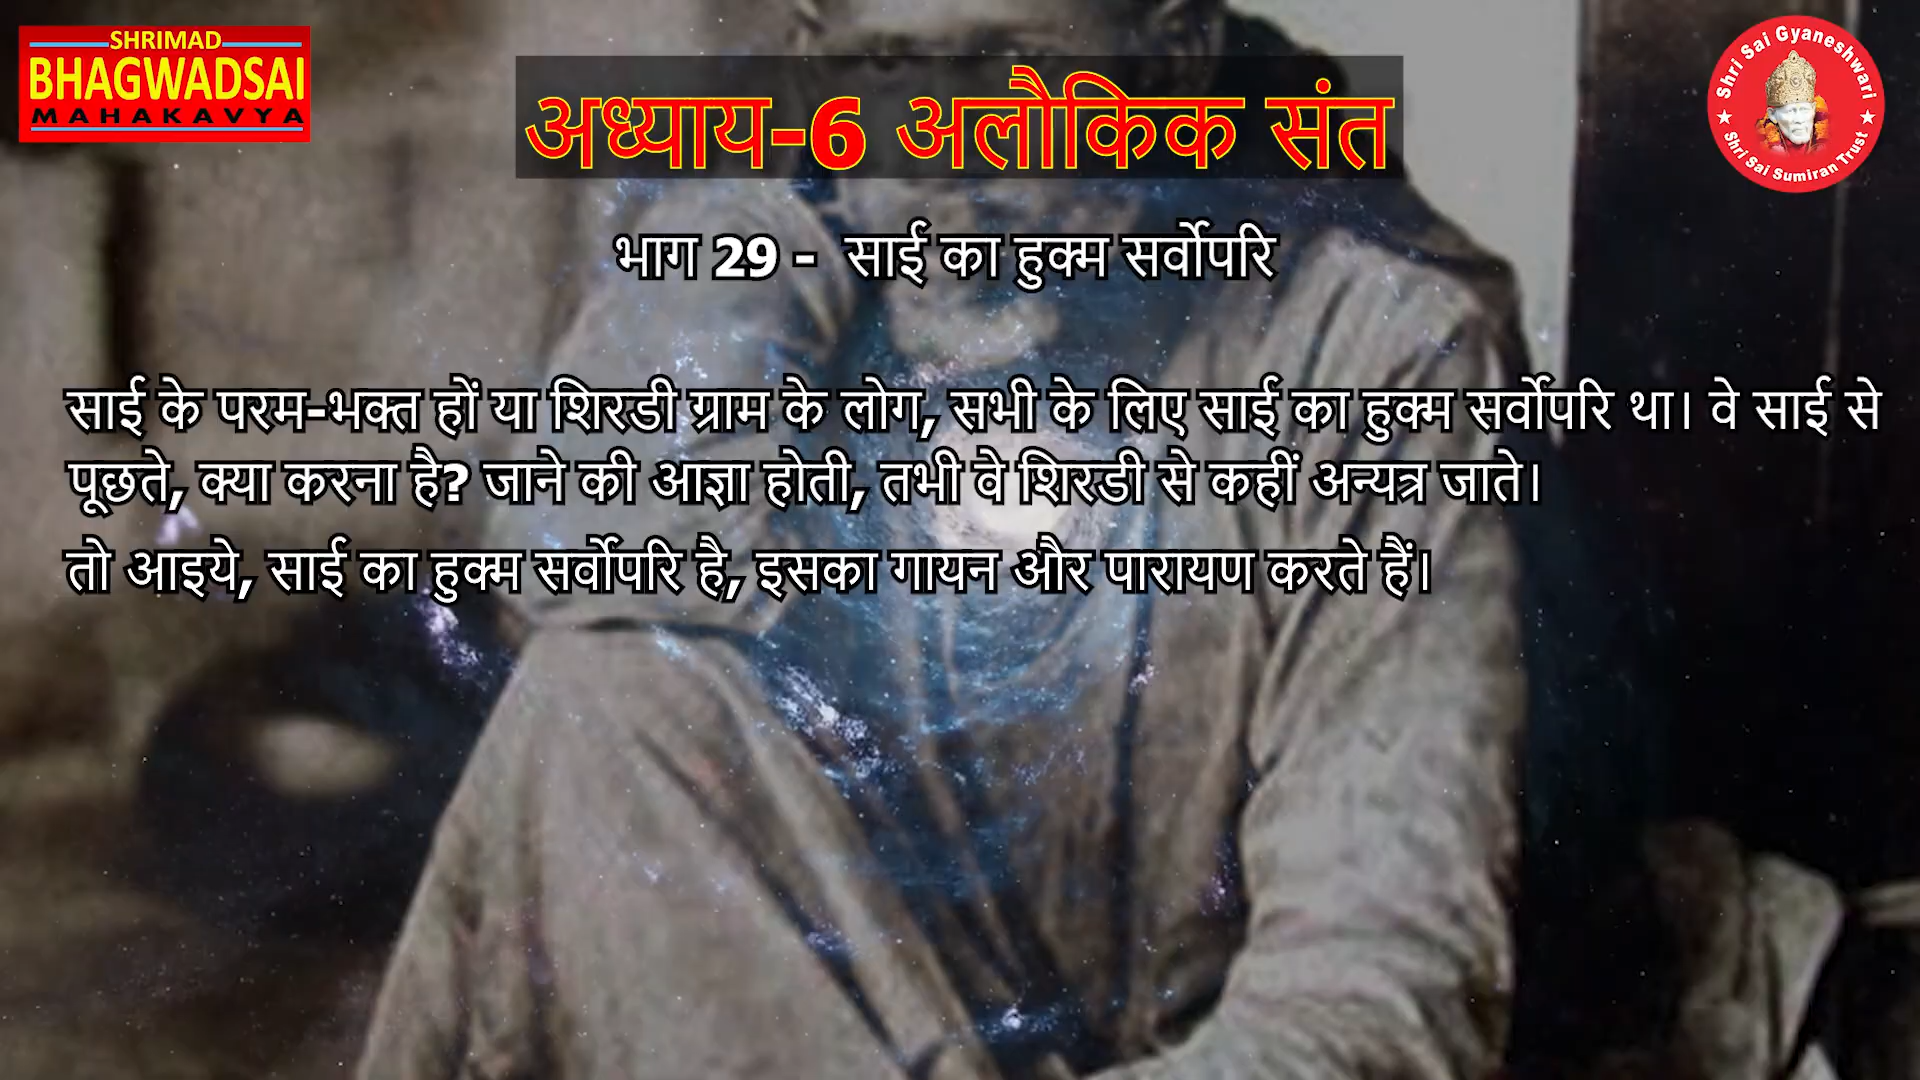 SHRIMAD
BHAGWADSAI
MAHAKAVYA
अध्याय-6 अलौकिक संत
Shri Sai Gyaneshwari
★ Shri Sai Sumiran Trust ★
भाग 29 - साई का हुक्म सर्वोपरि
साई के परम-भक्त हों या शिरडी ग्राम के लोग, सभी के लिए साई का हुक्म सर्वोपरि था। वे साई से
पूछते, क्या करना है? जाने की आज्ञा होती, तभी वे शिरडी से कहीं अन्यत्र जाते।
तो आइये, साई का हुक्म सर्वोपरि है, इसका गायन और पारायण करते हैं।